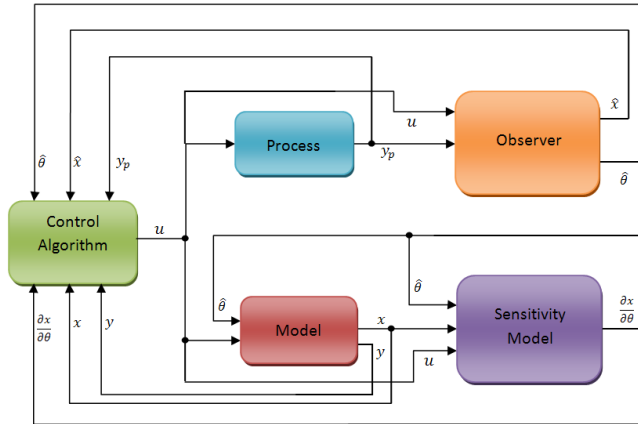 x̂
u
Observer
Process
θ̂
x̂
y_p
y_p
θ̂
Control
Algorithm
u
θ̂
θ̂
∂x/∂θ
x
y
Model
x
y
Sensitivity
Model
∂x/∂θ
u